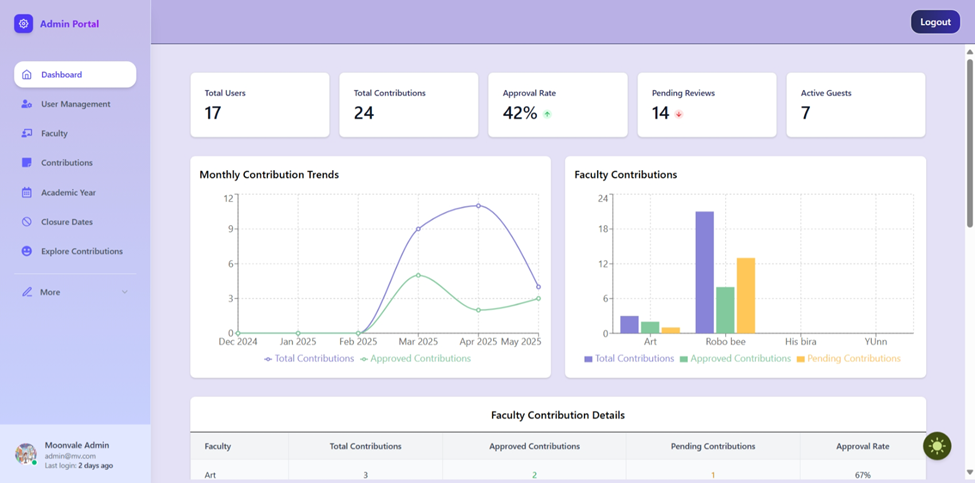 Admin Portal
Logout
Dashboard
User Management
Faculty
Contributions
Academic Year
Closure Dates
Explore Contributions
More
Moonvale Admin
admin@mv.com
Last login: 2 days ago
Total Users
17
Total Contributions
24
Approval Rate
42%
Pending Reviews
14
Active Guests
7
Monthly Contribution Trends
12
9
6
3
0
Dec 2024 Jan 2025 Feb 2025 Mar 2025 Apr 2025 May 2025
Total Contributions Approved Contributions
Faculty Contributions
24
18
12
6
0
Art Robo bee His bira YUnn
Total Contributions Approved Contributions Pending Contributions
Faculty Contribution Details
Faculty Total Contributions Approved Contributions Pending Contributions Approval Rate
Art 3 2 1 67%